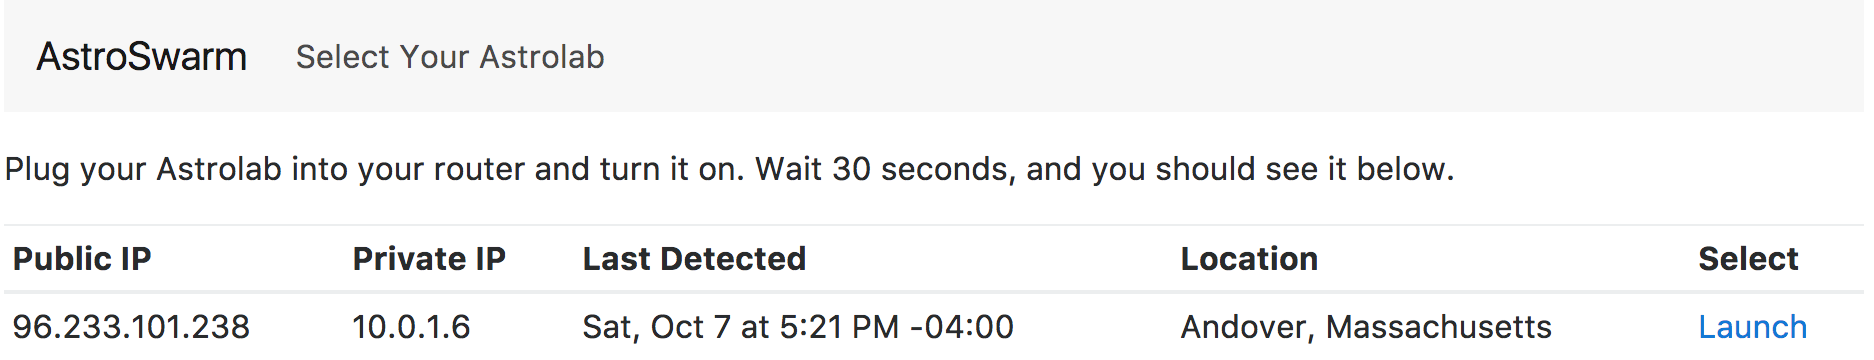 AstroSwarm Select Your Astrolab
Plug your Astrolab into your router and turn it on. Wait 30 seconds, and you should see it below.
Public IP Private IP Last Detected Location Select
96.233.101.238 10.0.1.6 Sat, Oct 7 at 5:21 PM -04:00 Andover, Massachusetts Launch